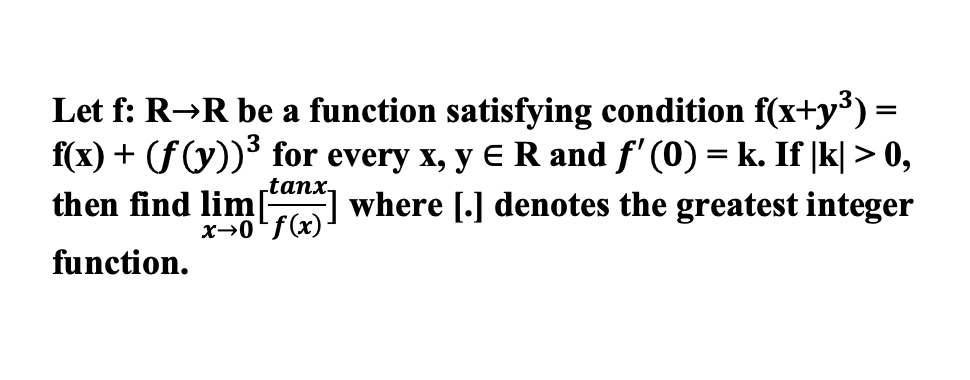 Let f: R→R be a function satisfying condition f(x+y³) =
f(x) + (f(y))³ for every x, y ∈ R and f′(0) = k. If |k| > 0,
then find lim x→0 [tanx/f(x)] where [.] denotes the greatest integer
function.